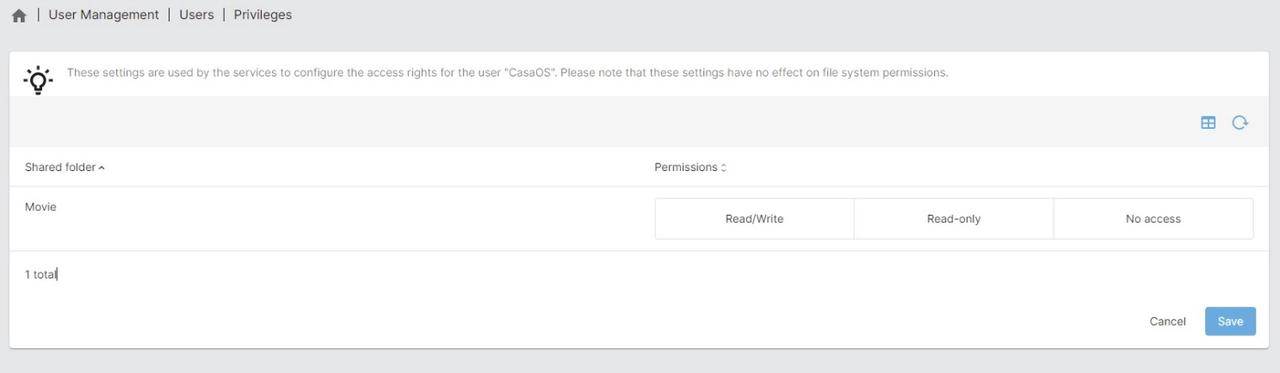 | User Management | Users | Privileges
These settings are used by the services to configure the access rights for the user "CasaOS". Please note that these settings have no effect on file system permissions.
Shared folder Permissions
Movie Read/Write Read-only No access
1 total
Cancel Save